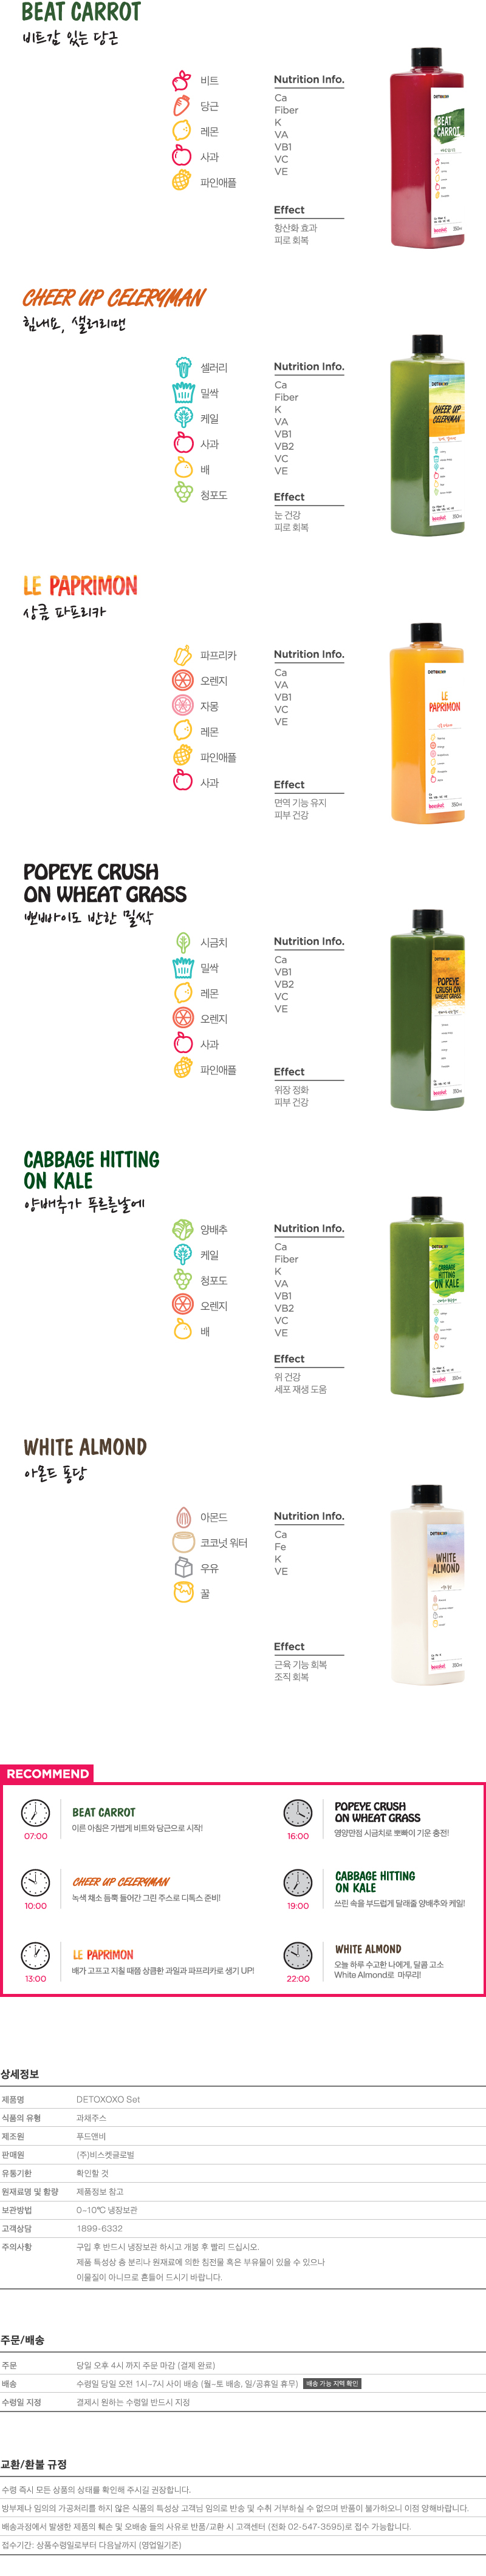 BEAT CARROT
비트감 있는 당근
비트
당근
레몬
사과
파인애플
Nutrition Info.
Ca
Fiber
K
VA
VB1
VC
VE
Effect
항산화 효과
피로 회복
BEAT
CARROT
350ml
CHEER UP CELERYMAN
힘내요, 샐러리맨
셀러리
밀싹
케일
사과
배
청포도
Nutrition Info.
Ca
Fiber
K
VA
VB1
VB2
VC
VE
Effect
눈 건강
피로 회복
CHEER UP
CELERYMAN
350ml
LE PAPRIMON
상큼 파프리카
파프리카
오렌지
자몽
레몬
파인애플
사과
Nutrition Info.
Ca
VA
VB1
VC
VE
Effect
면역 기능 유지
피부 건강
LE
PAPRIMON
350ml
POPEYE CRUSH
ON WHEAT GRASS
뽀빠이도 반한 밀싹
시금치
밀싹
레몬
오렌지
사과
파인애플
Nutrition Info.
Ca
VB1
VB2
VC
VE
Effect
위장 정화
피부 건강
POPEYE
CRUSH ON
WHEAT GRASS
350ml
CABBAGE HITTING
ON KALE
양배추가 푸르른날에
양배추
케일
청포도
오렌지
배
Nutrition Info.
Ca
Fiber
K
VA
VB1
VB2
VC
VE
Effect
위 건강
세포 재생 도움
CABBAGE
HITTING
ON KALE
350ml
WHITE ALMOND
아몬드 퐁당
아몬드
코코넛 워터
우유
꿀
Nutrition Info.
Ca
Fe
K
VE
Effect
근육 기능 회복
조직 회복
WHITE
ALMOND
350ml
RECOMMEND
07:00
BEAT CARROT
이른 아침은 가볍게 비트와 당근으로 시작!
10:00
CHEER UP CELERYMAN
녹색 채소 듬뿍 들어간 그린 주스로 디톡스 준비!
13:00
LE PAPRIMON
배가 고프고 지칠 때쯤 상큼한 과일과 파프리카로 생기 UP!
16:00
POPEYE CRUSH
ON WHEAT GRASS
영양만점 시금치로 뽀빠이 기운 충전!
19:00
CABBAGE HITTING
ON KALE
쓰린 속을 부드럽게 달래줄 양배추와 케일!
22:00
WHITE ALMOND
오늘 하루 수고한 나에게, 달콤 고소
White Almond로 마무리!
상세정보
제품명 DETOXOXO Set
식품의 유형 과채주스
제조원 푸드앤비
판매원 (주)비스켓글로벌
유통기한 확인할 것
원재료명 및 함량 제품정보 참고
보관방법 0~10℃ 냉장보관
고객상담 1899-6332
주의사항 구입 후 반드시 냉장보관 하시고 개봉 후 빨리 드십시오.
제품 특성상 층 분리나 원재료에 의한 침전물 혹은 부유물이 있을 수 있으나
이물질이 아니므로 흔들어 드시기 바랍니다.
주문/배송
주문 당일 오후 4시 까지 주문 마감 (결제 완료)
배송 수령일 당일 오전 1시~7시 사이 배송 (월~토 배송, 일/공휴일 휴무) 배송 가능 지역 확인
수령일 지정 결제시 원하는 수령일 반드시 지정
교환/환불 규정
수령 즉시 모든 상품의 상태를 확인해 주시길 권장합니다.
방부제나 임의의 가공처리를 하지 않은 식품의 특성상 고객님 임의로 반송 및 수취 거부하실 수 없으며 반품이 불가하오니 이점 양해바랍니다.
배송과정에서 발생한 제품의 훼손 및 오배송 등의 사유로 반품/교환 시 고객센터 (전화 02-547-3595)로 접수 가능합니다.
접수기간: 상품수령일로부터 다음날까지 (영업일기준)